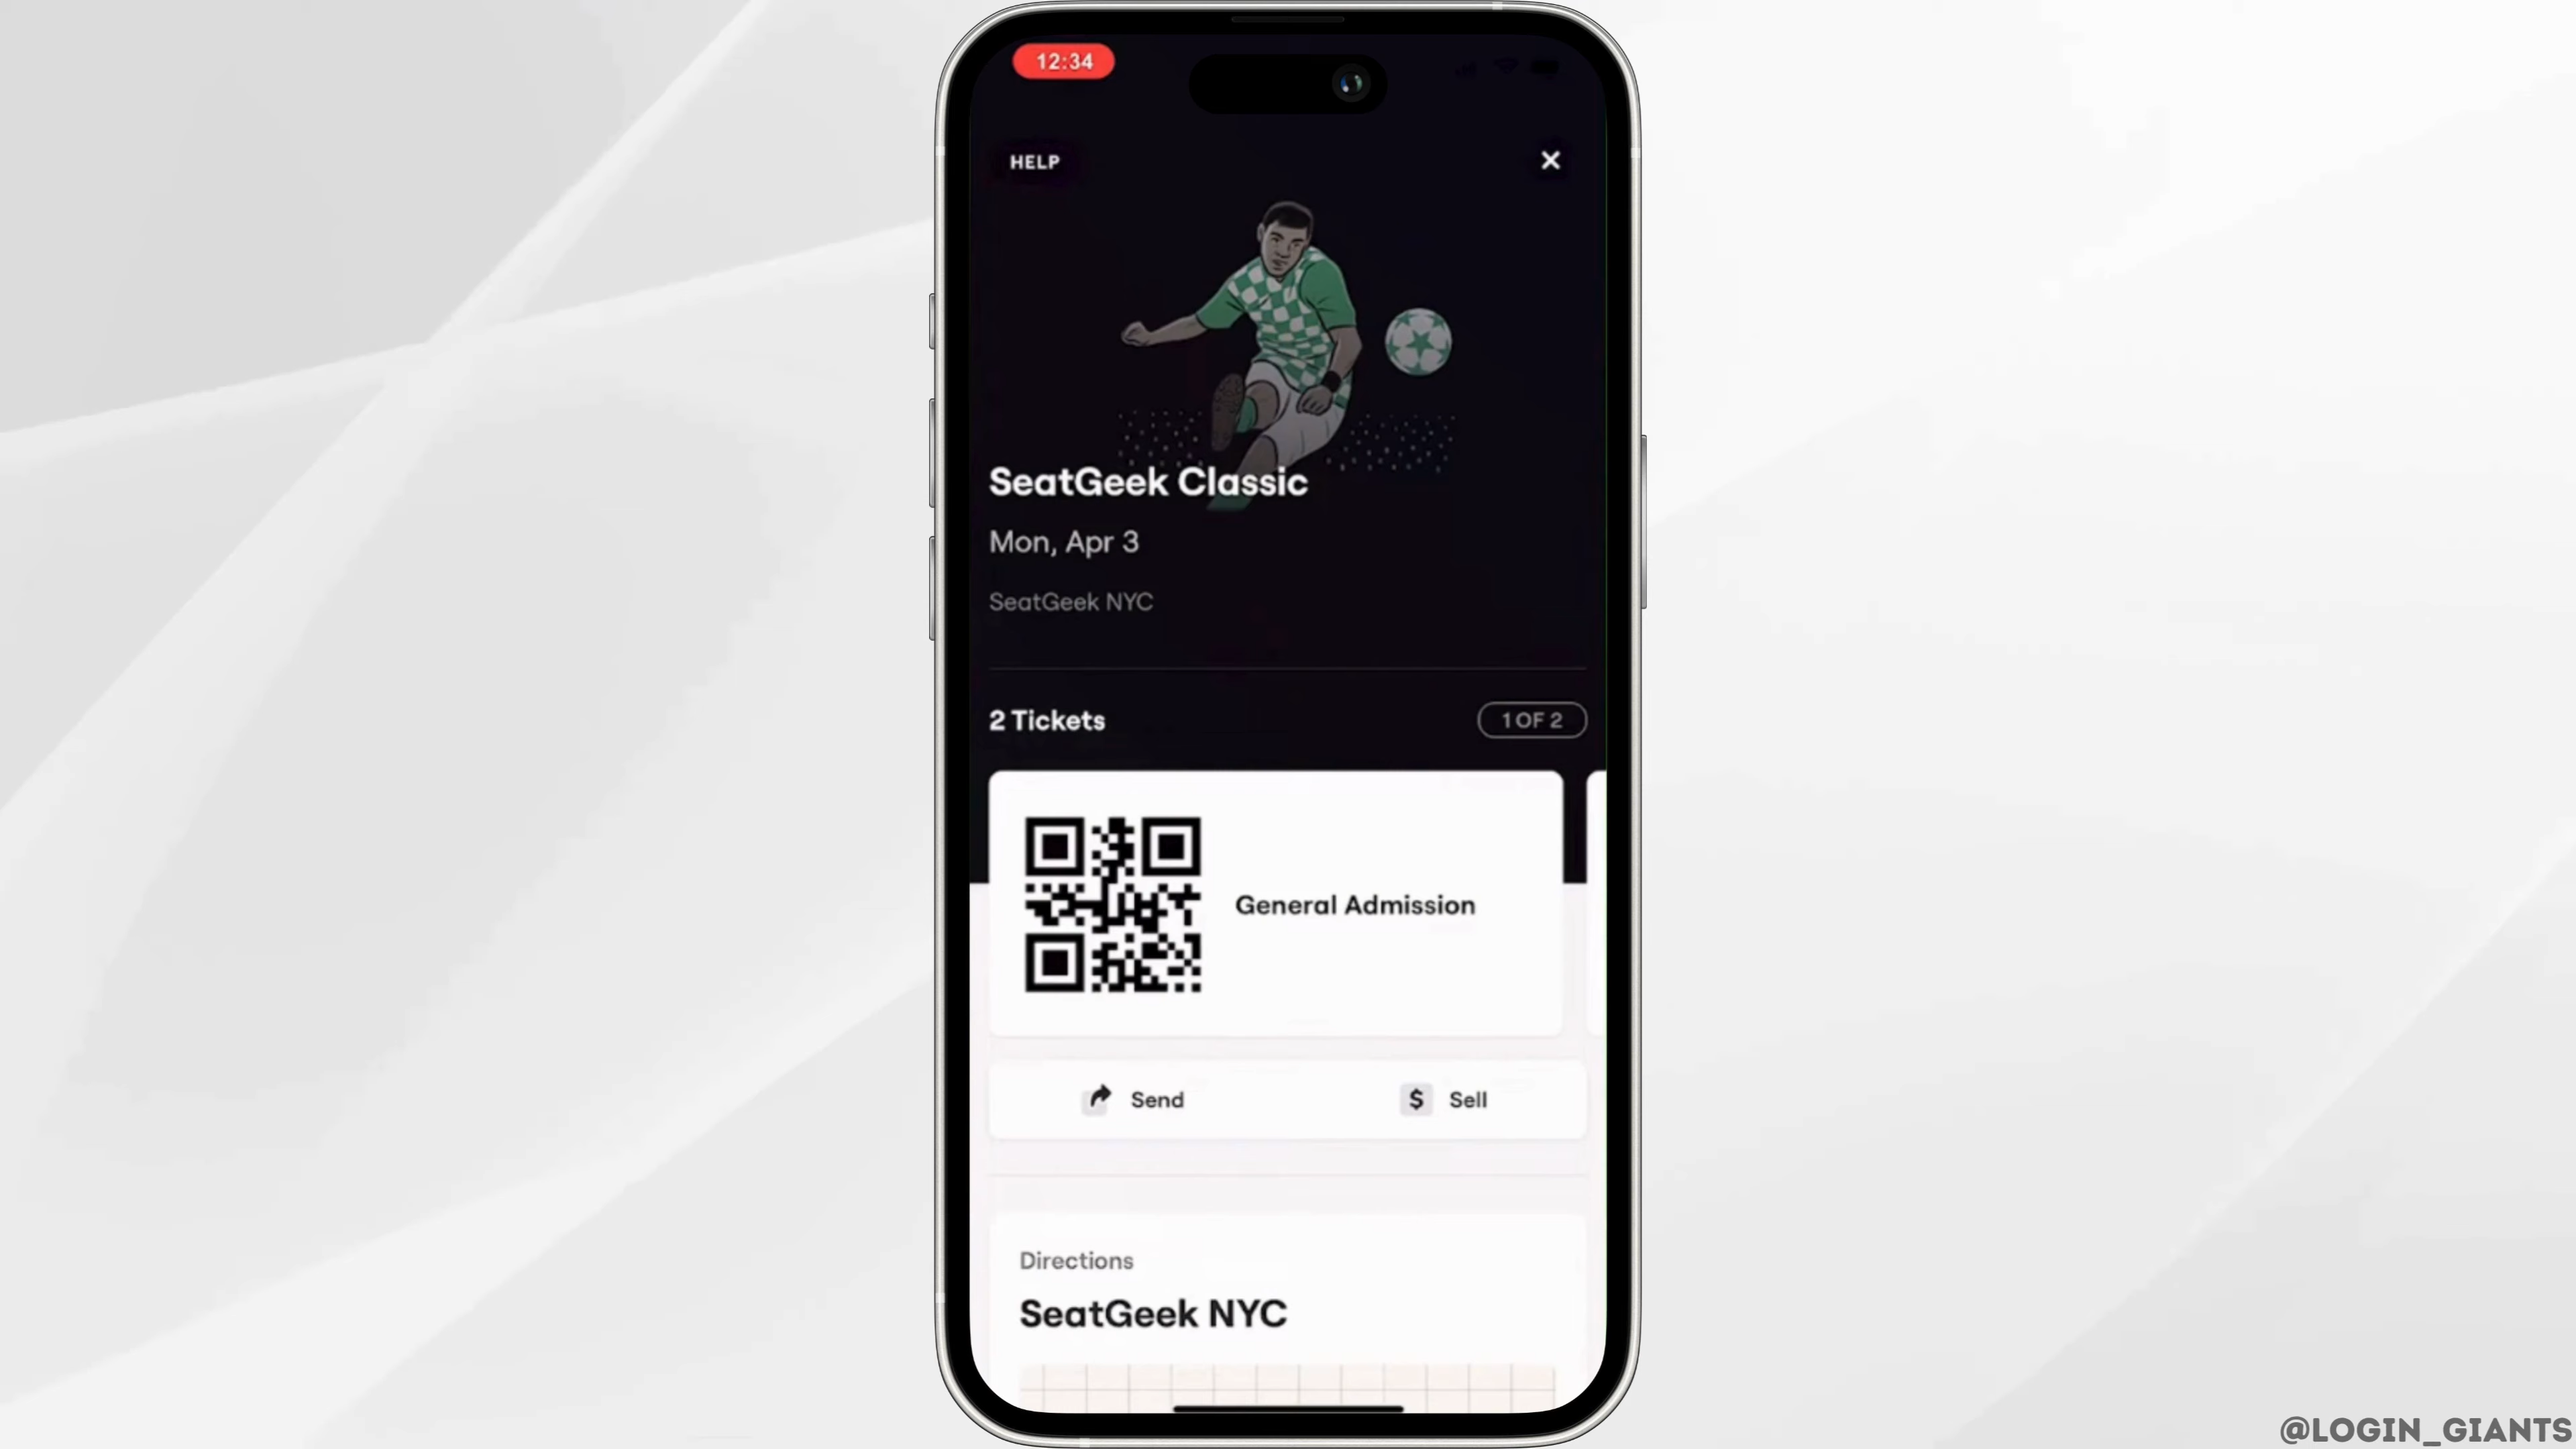 12:34
HELP
SeatGeek Classic
Mon, Apr 3
SeatGeek NYC
2 Tickets
1 OF 2
General Admission
Send
$ Sell
Directions
SeatGeek NYC
@LOGIN_GIANTS